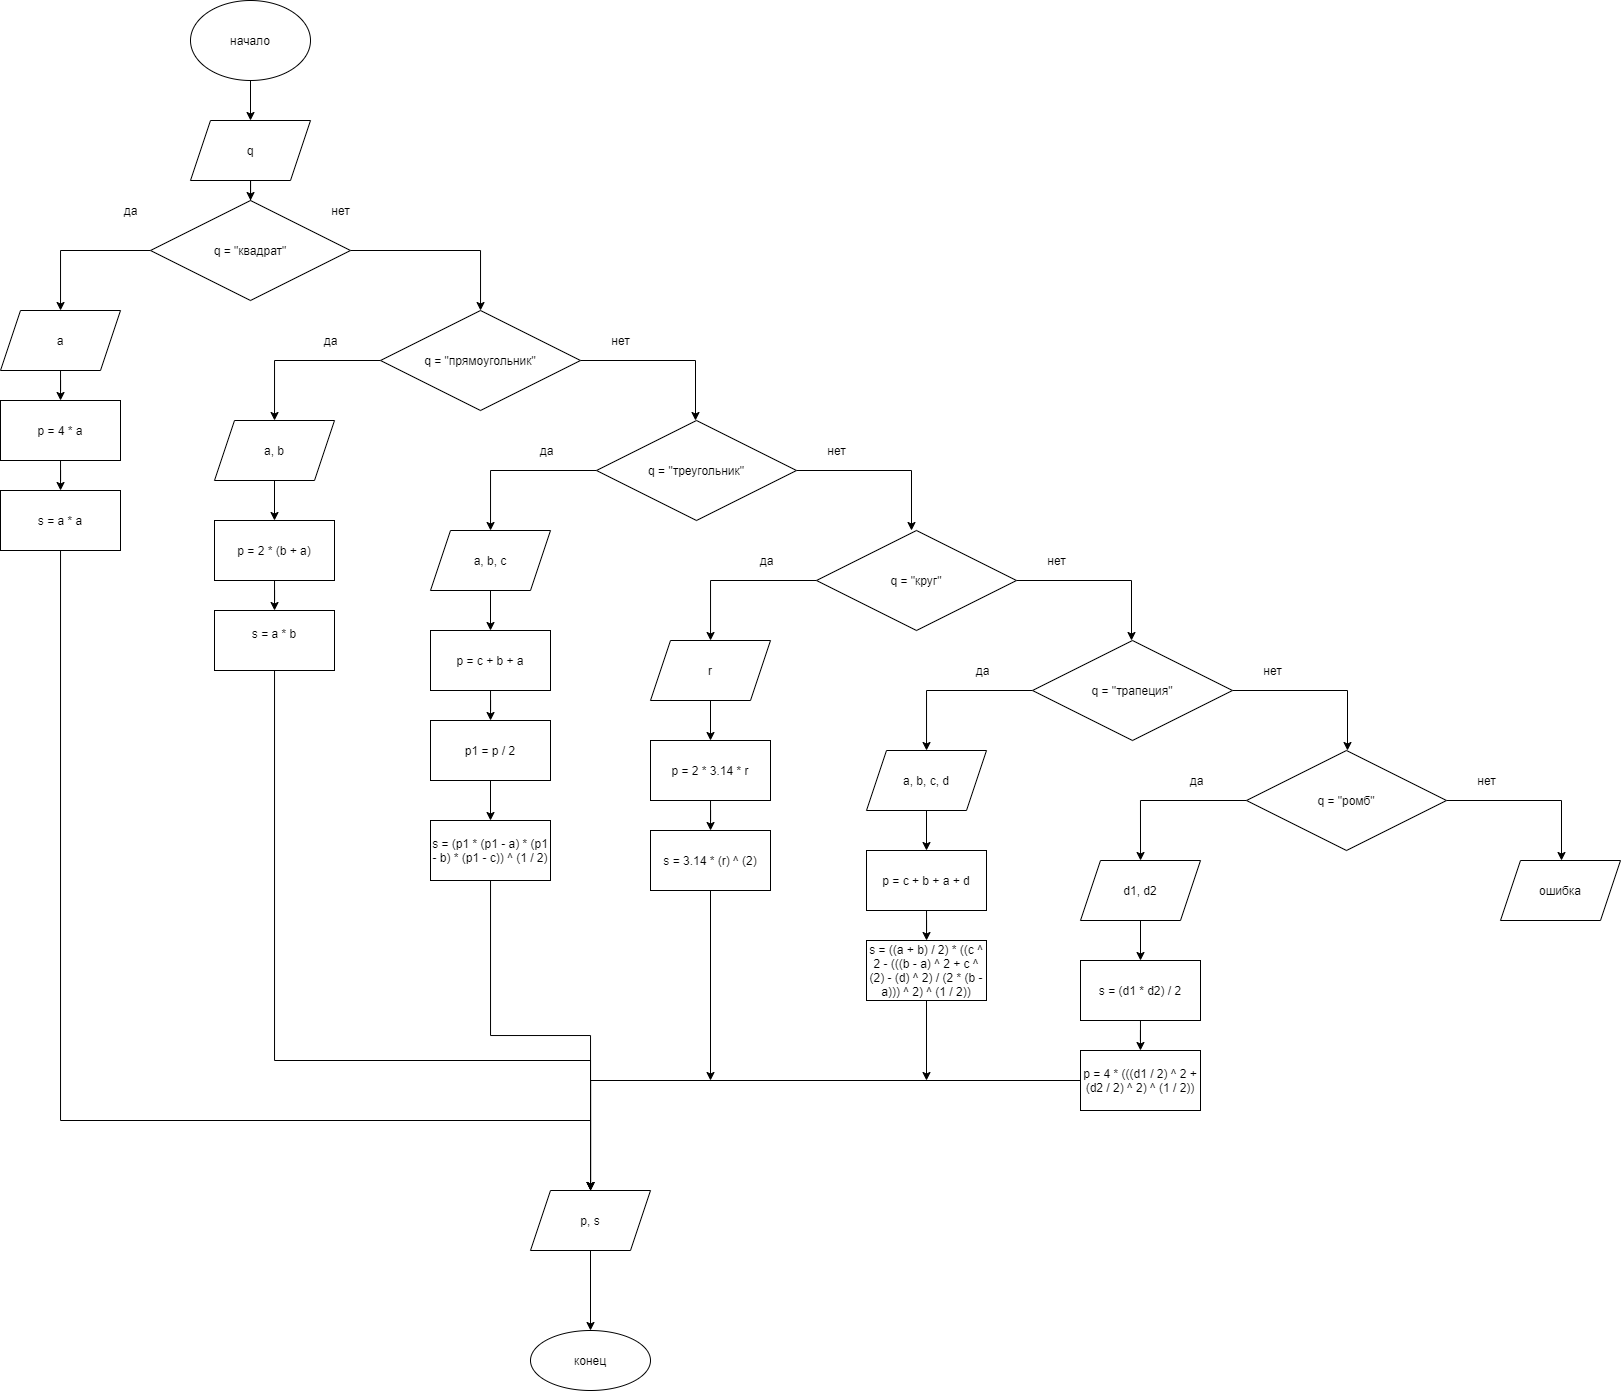 начало
q
да
нет
q = "квадрат"
a
да
q = "прямоугольник"
нет
p = 4 * a
a, b
да
q = "треугольник"
нет
s = a * a
p = 2 * (b + a)
a, b, c
да
q = "круг"
нет
s = a * b
p = c + b + a
r
да
q = "трапеция"
нет
p1 = p / 2
p = 2 * 3.14 * r
a, b, c, d
да
q = "ромб"
нет
s = (p1 * (p1 - a) * (p1
- b) * (p1 - c)) ^ (1 / 2)
s = 3.14 * (r) ^ (2)
p = c + b + a + d
d1, d2
ошибка
s = ((a + b) / 2) * ((c ^
2 - (((b - a) ^ 2 + c ^
(2) - (d) ^ 2) / (2 * (b -
a))) ^ 2) ^ (1 / 2))
s = (d1 * d2) / 2
p = 4 * (((d1 / 2) ^ 2 +
(d2 / 2) ^ 2) ^ (1 / 2))
p, s
конец